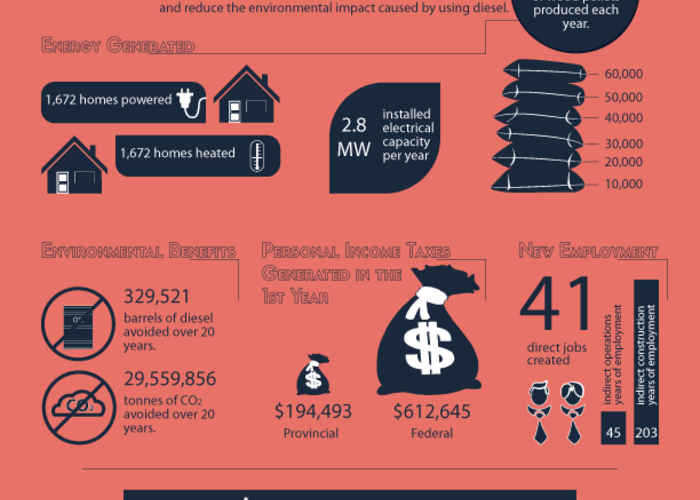 and reduce the environmental impact caused by using diesel.
produced each
year.
Energy Generated
1,672 homes powered
1,672 homes heated
2.8
MW
installed
electrical
capacity
per year
60,000
50,000
40,000
30,000
20,000
10,000
Environmental Benefits
329,521
barrels of diesel
avoided over 20
years.
CO₂
29,559,856
tonnes of CO₂
avoided over 20
years.
Personal Income Taxes
Generated in the
1st Year
$
$194,493
Provincial
$
$612,645
Federal
New Employment
41
direct jobs
created
indirect operations
years of employment
45
indirect construction
years of employment
203